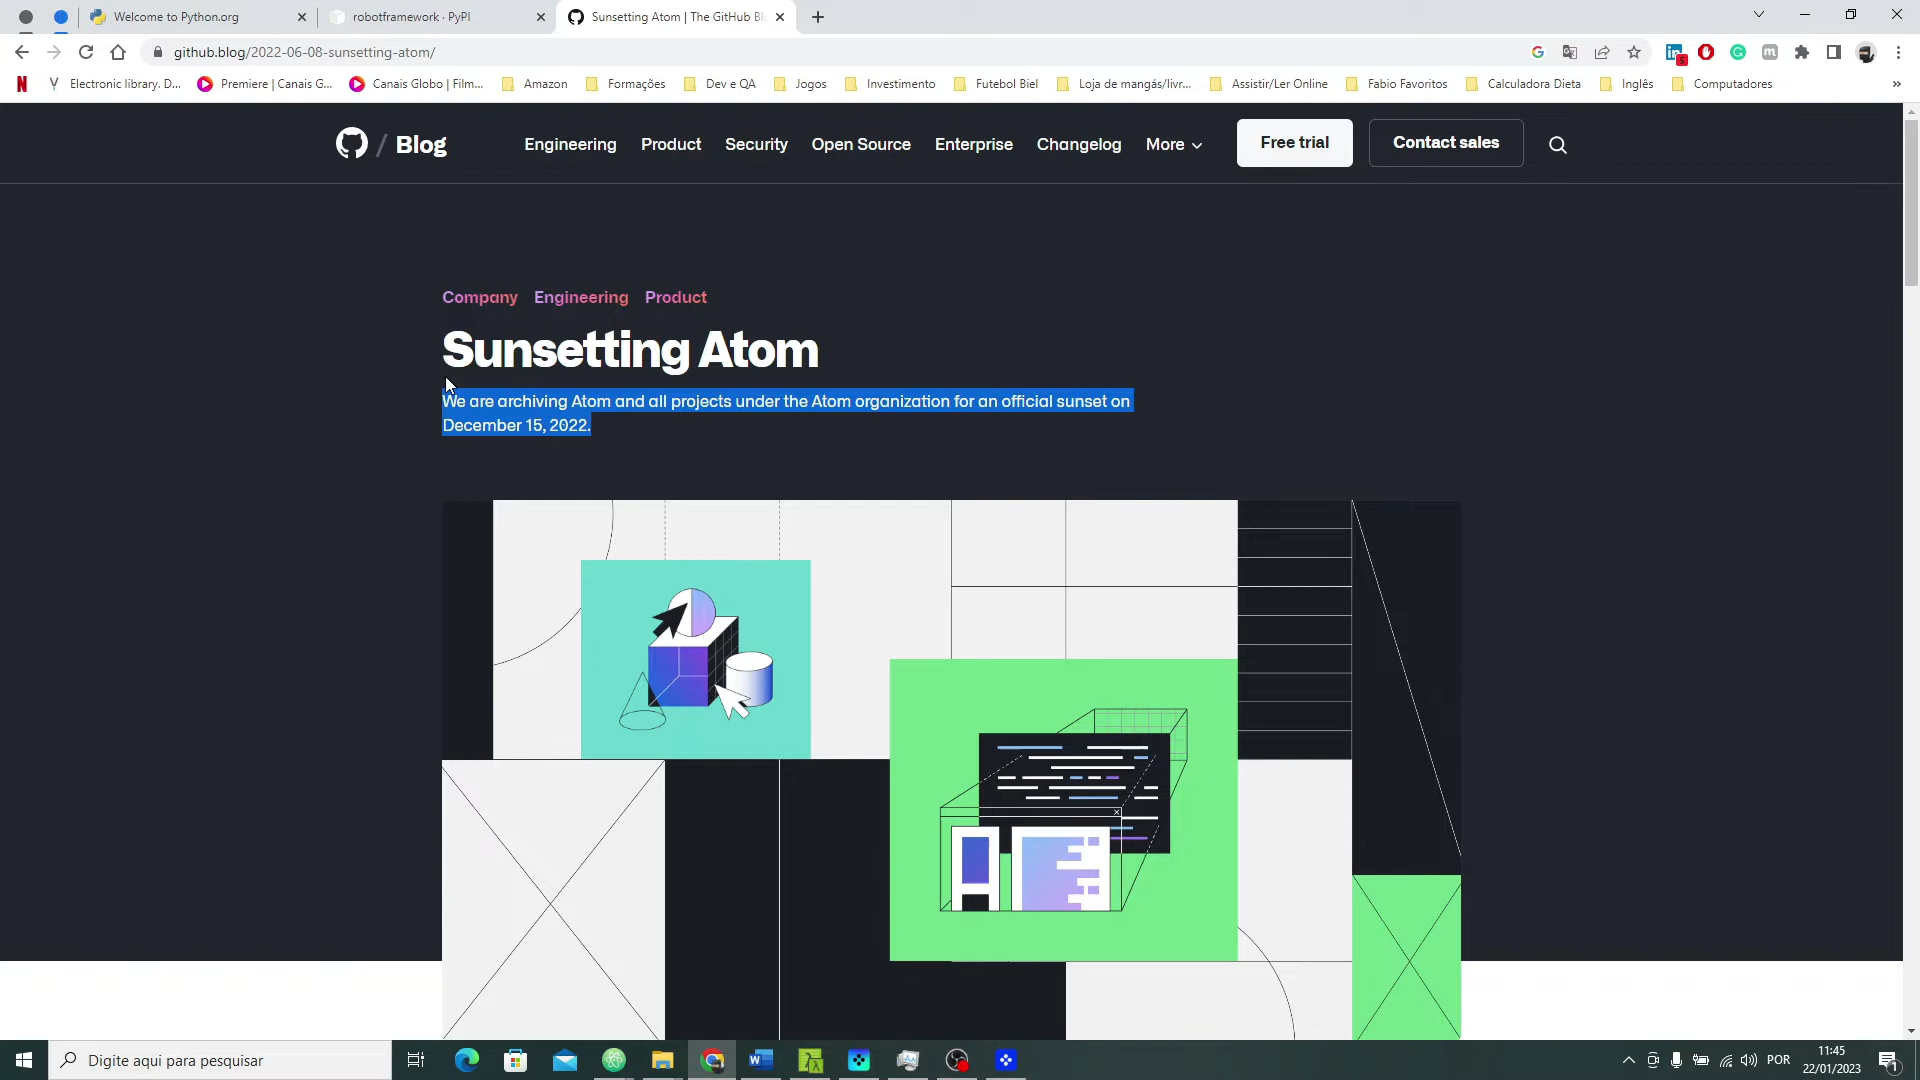 Welcome to Python.org
robotframework · PyPI
Sunsetting Atom | The GitHub Bl
github.blog/2022-06-08-sunsetting-atom/
Electronic library. D...
Premiere | Canais G...
Canais Globo | Film...
Amazon
Formações
Dev e QA
Jogos
Investimento
Futebol Biel
Loja de mangás/livr...
Assistir/Ler Online
Fabio Favoritos
Calculadora Dieta
Inglês
Computadores
»
/ Blog
Engineering
Product
Security
Open Source
Enterprise
Changelog
More
Free trial
Contact sales
Company Engineering Product
Sunsetting Atom
We are archiving Atom and all projects under the Atom organization for an official sunset on
December 15, 2022.
Digite aqui para pesquisar
POR
11:45
22/01/2023